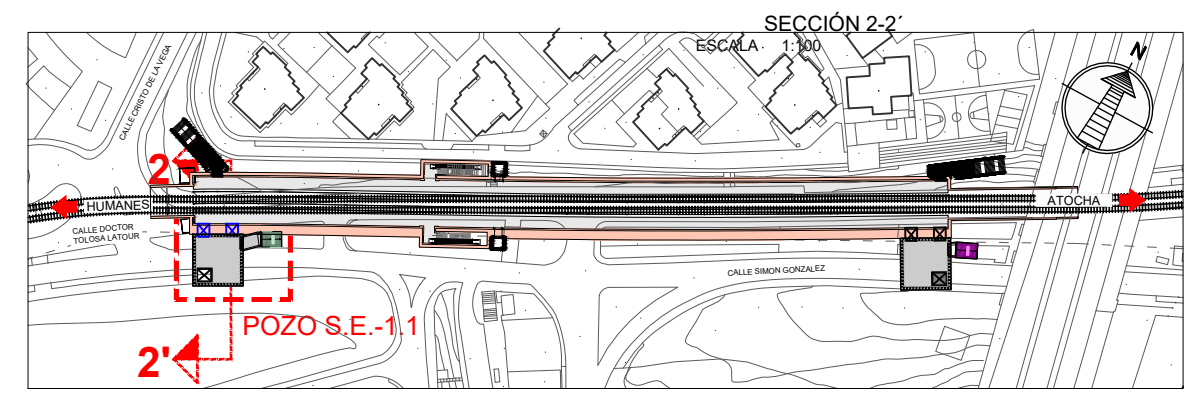 SECCIÓN 2-2´
ESCALA 1:100
CALLE CRISTO DE LA VEGA
N
2
HUMANES
ATOCHA
CALLE DOCTOR
TOLOSA LATOUR
CALLE SIMON GONZALEZ
POZO S.E.-1.1
2'